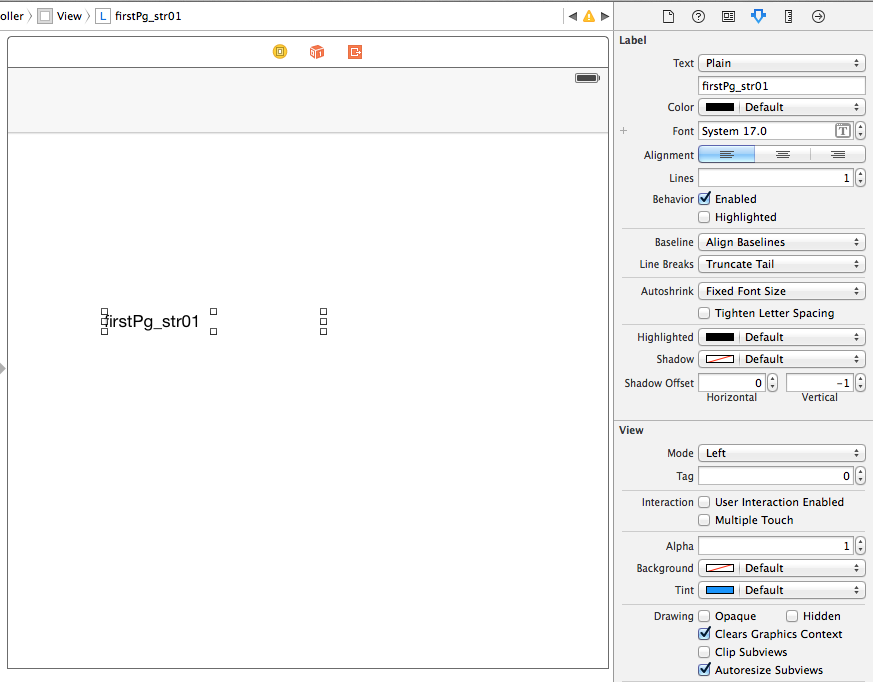 oller View L firstPg_str01
firstPg_str01
Label
Text Plain
firstPg_str01
Color Default
+ Font System 17.0 T
Alignment
Lines 1
Behavior Enabled
Highlighted
Baseline Align Baselines
Line Breaks Truncate Tail
Autoshrink Fixed Font Size
Tighten Letter Spacing
Highlighted Default
Shadow Default
Shadow Offset 0 -1
Horizontal Vertical
View
Mode Left
Tag 0
Interaction User Interaction Enabled
Multiple Touch
Alpha 1
Background Default
Tint Default
Drawing Opaque Hidden
Clears Graphics Context
Clip Subviews
Autoresize Subviews